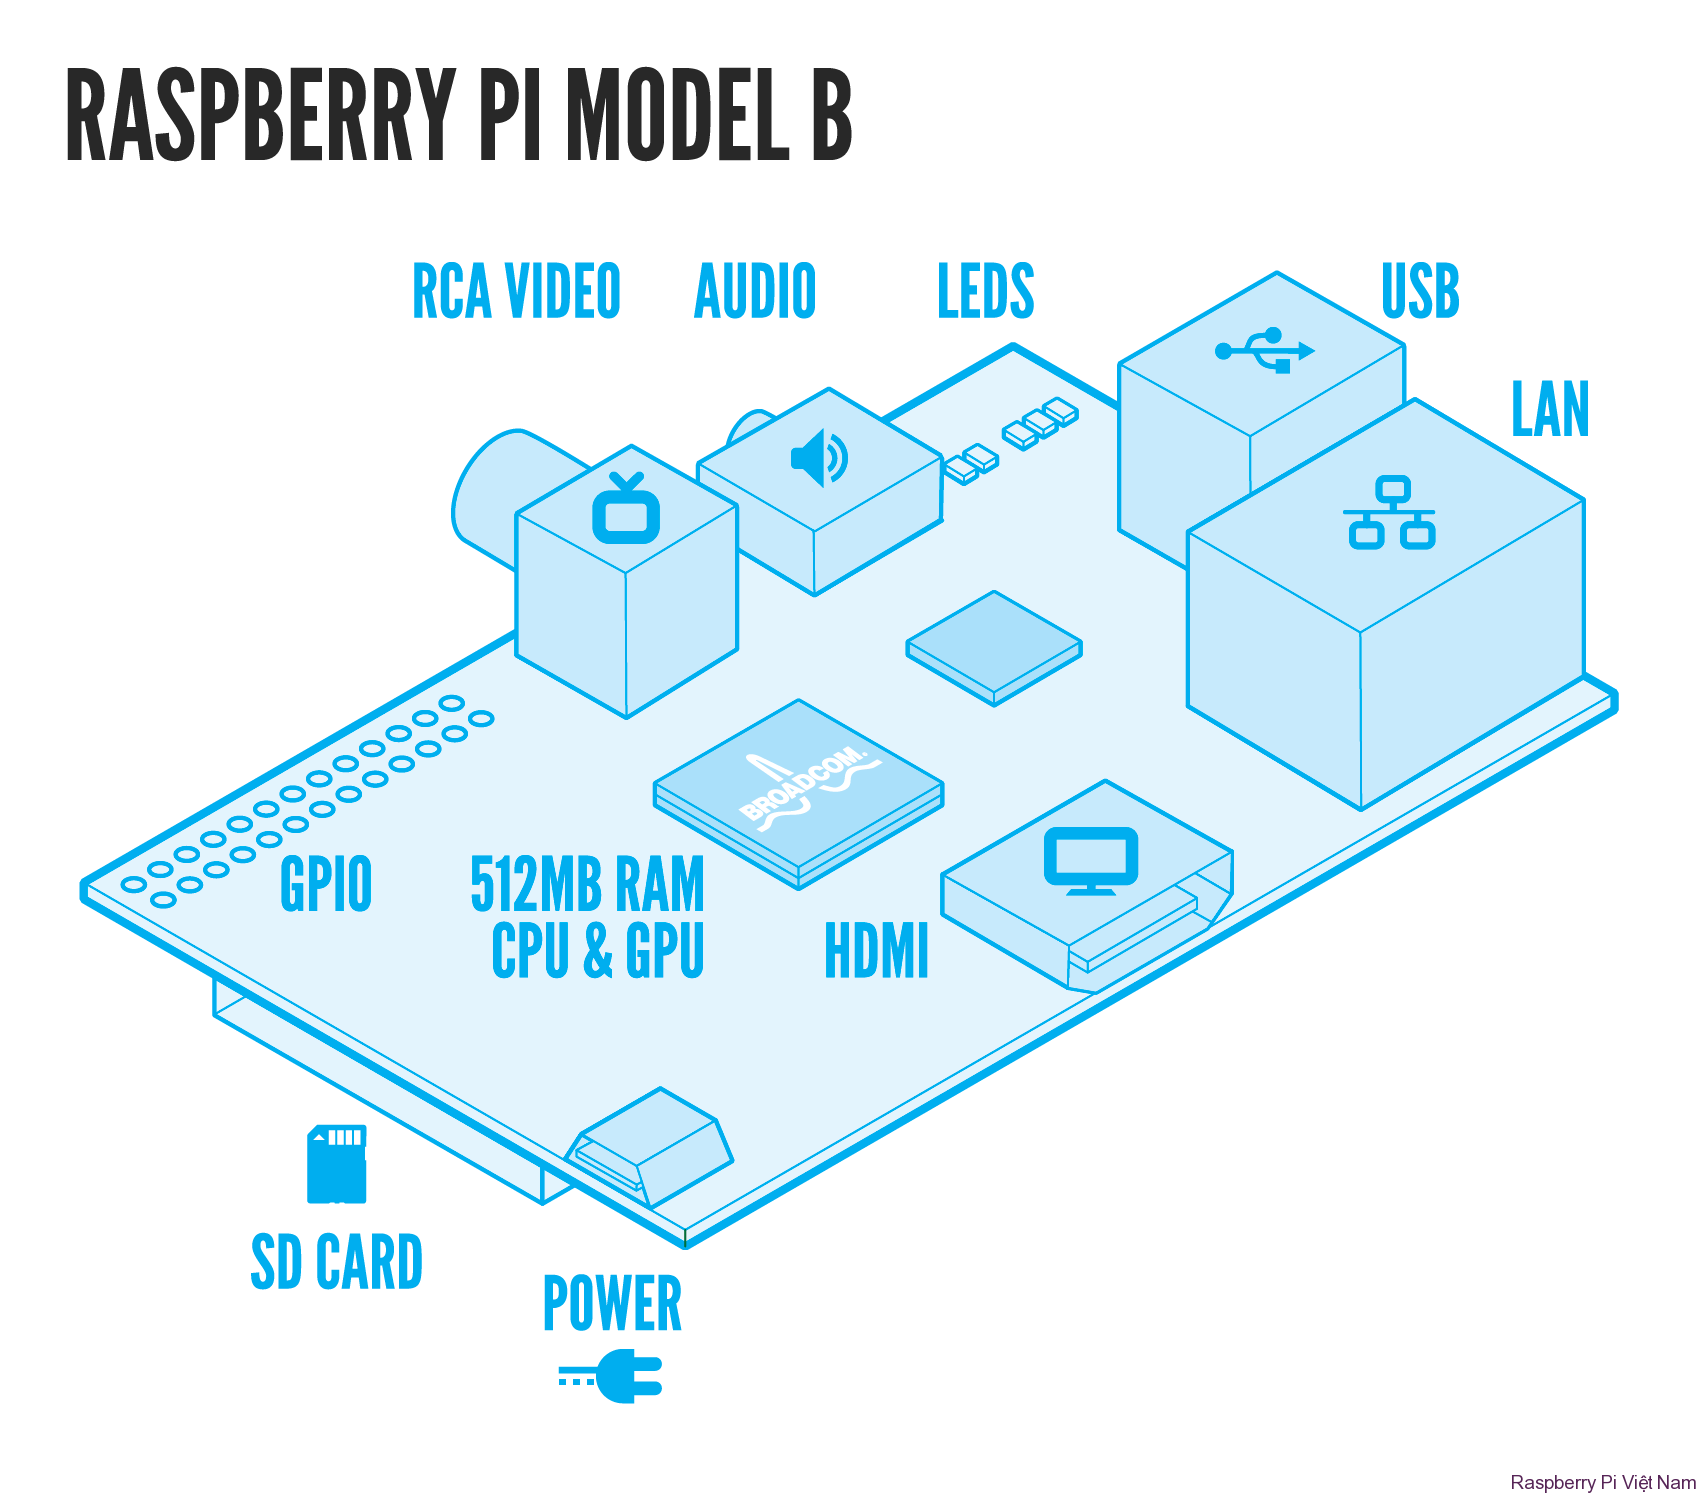 RASPBERRY PI MODEL B
RCA VIDEO
AUDIO
LEDS
USB
LAN
BROADCOM.
GPIO
512MB RAM
CPU & GPU
HDMI
SD CARD
POWER
Raspberry Pi Việt Nam